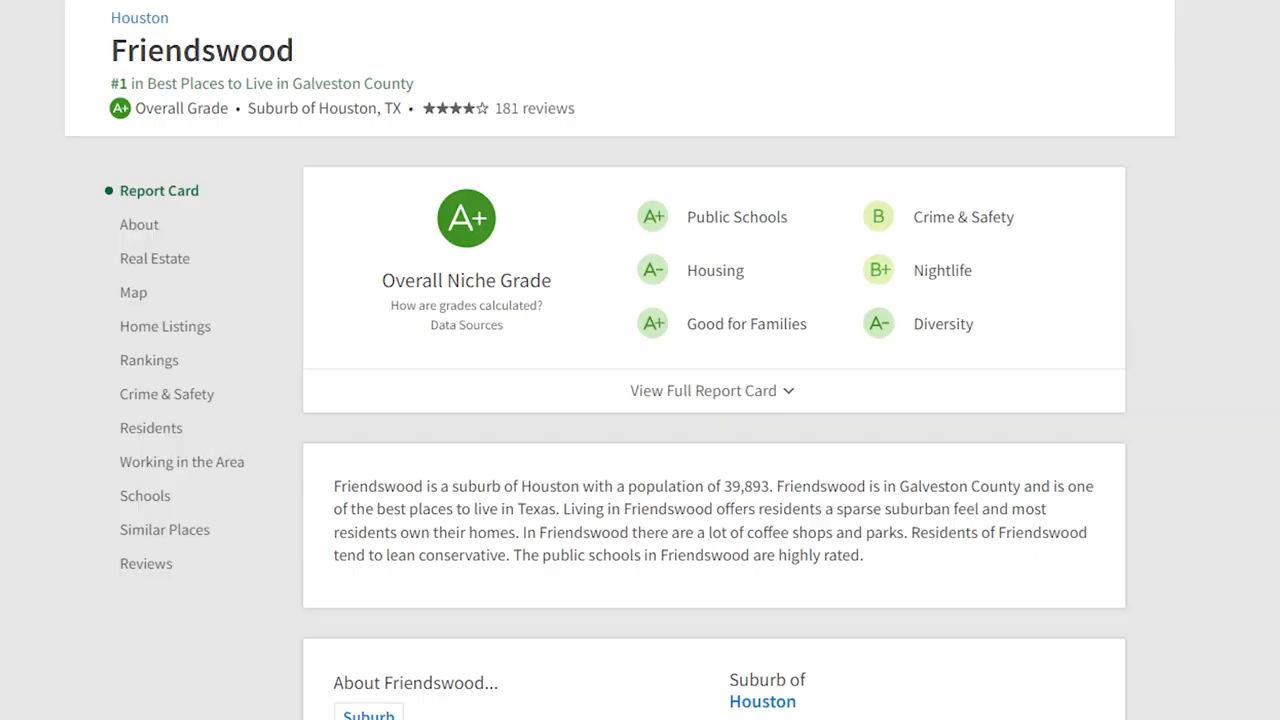 Houston
Friendswood
#1 in Best Places to Live in Galveston County
A+ Overall Grade • Suburb of Houston, TX • ★★★★☆ 181 reviews
Report Card
About
Real Estate
Map
Home Listings
Rankings
Crime & Safety
Residents
Working in the Area
Schools
Similar Places
Reviews
A+
Overall Niche Grade
How are grades calculated?
Data Sources
A+ Public Schools
B Crime & Safety
A- Housing
B+ Nightlife
A+ Good for Families
A- Diversity
View Full Report Card
Friendswood is a suburb of Houston with a population of 39,893. Friendswood is in Galveston County and is one
of the best places to live in Texas. Living in Friendswood offers residents a sparse suburban feel and most
residents own their homes. In Friendswood there are a lot of coffee shops and parks. Residents of Friendswood
tend to lean conservative. The public schools in Friendswood are highly rated.
About Friendswood...
Suburb
Suburb of
Houston